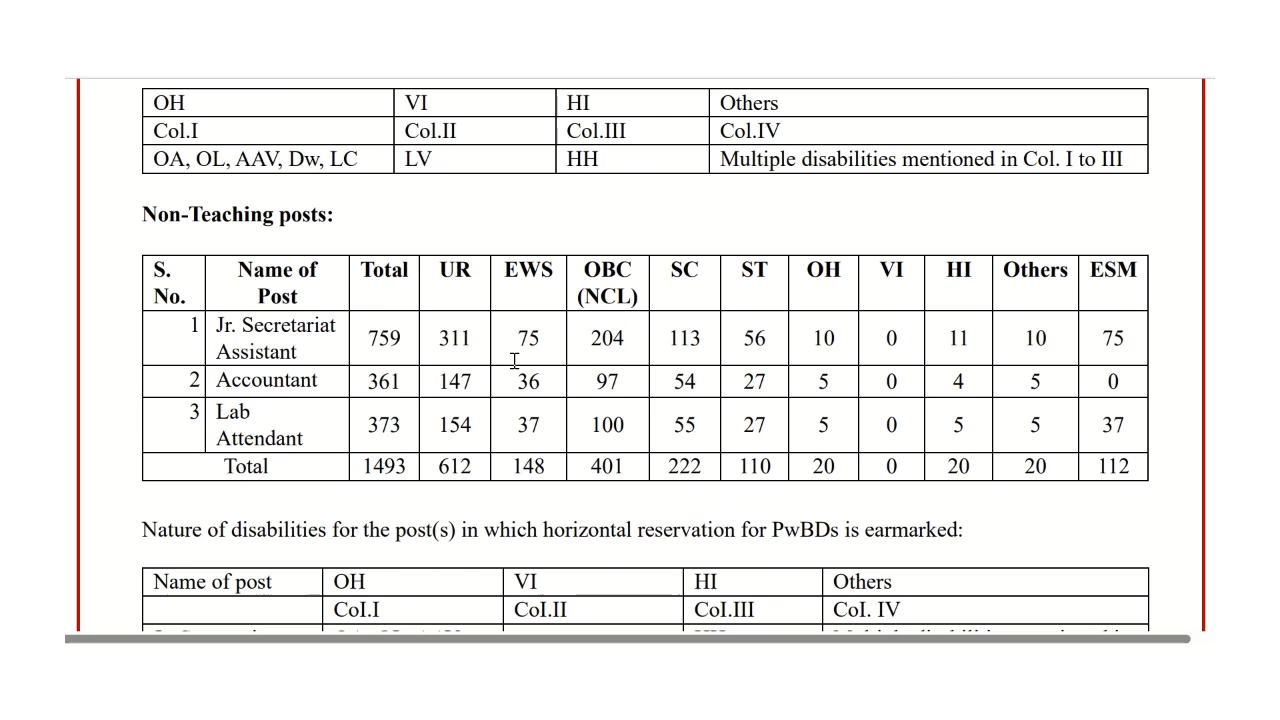 OH VI HI Others
Col.I Col.II Col.III Col.IV
OA, OL, AAV, Dw, LC LV HH Multiple disabilities mentioned in Col. I to III
Non-Teaching posts:
S. No. Name of Post Total UR EWS OBC (NCL) SC ST OH VI HI Others ESM
1 Jr. Secretariat Assistant 759 311 75 204 113 56 10 0 11 10 75
2 Accountant 361 147 36 97 54 27 5 0 4 5 0
3 Lab Attendant 373 154 37 100 55 27 5 0 5 5 37
Total 1493 612 148 401 222 110 20 0 20 20 112
Nature of disabilities for the post(s) in which horizontal reservation for PwBDs is earmarked:
Name of post OH VI HI Others
CoI.I CoI.II CoI.III CoI. IV